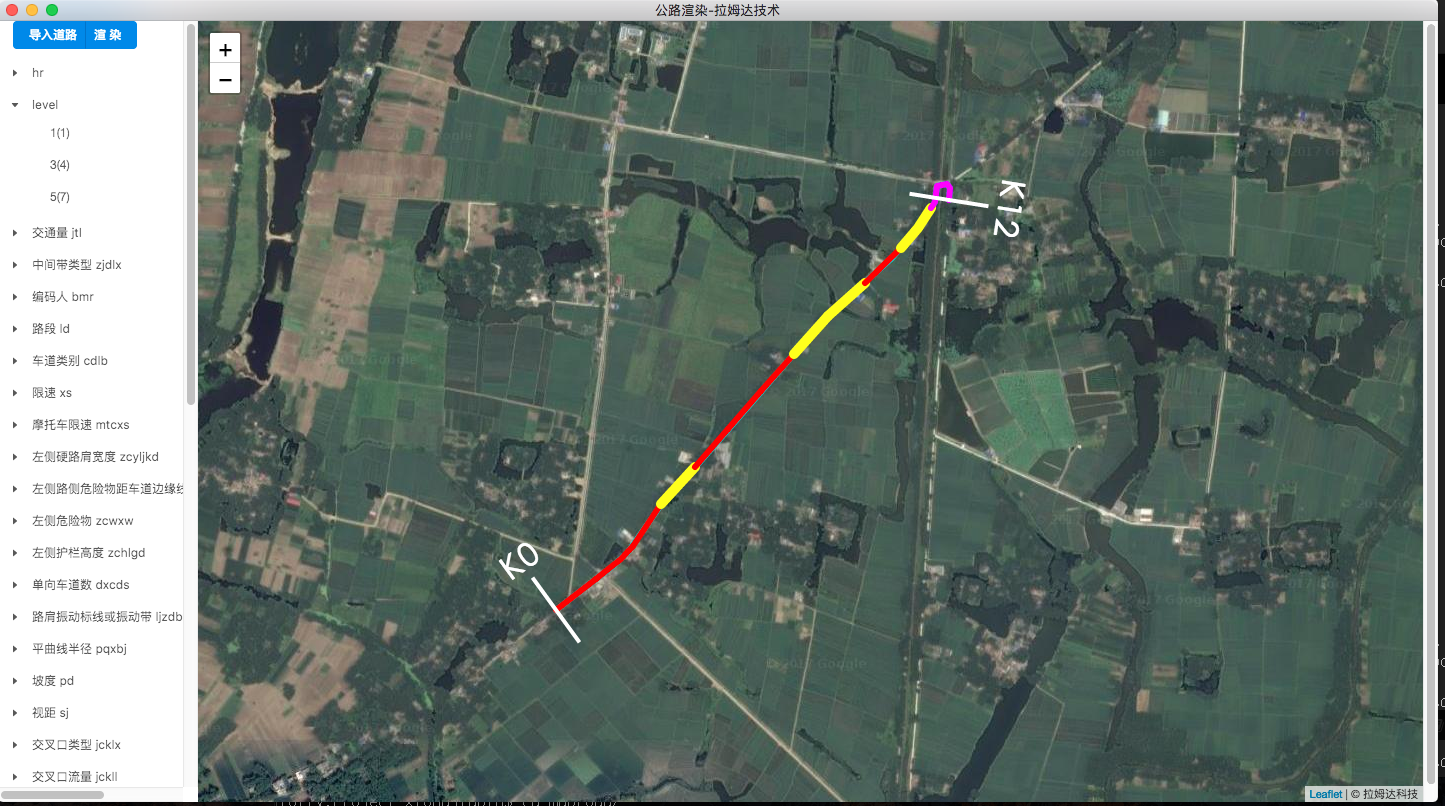 公路渲染-拉姆达技术
导入道路 渲 染
hr
level
1(1)
3(4)
5(7)
交通量 jtl
中间带类型 zjdlx
编码人 bmr
路段 ld
车道类别 cdlb
限速 xs
摩托车限速 mtcxs
左侧硬路肩宽度 zcyljkd
左侧路侧危险物距车道边缘
左侧危险物 zcwxw
左侧护栏高度 zchlgd
单向车道数 dxcds
路肩振动标线或振动带 ljzdb
平曲线半径 pqxbj
坡度 pd
视距 sj
交叉口类型 jcklx
交叉口流量 jckll
+
−
K12
K0
2017 Google
© 2017 Google
Leaflet | © 拉姆达科技